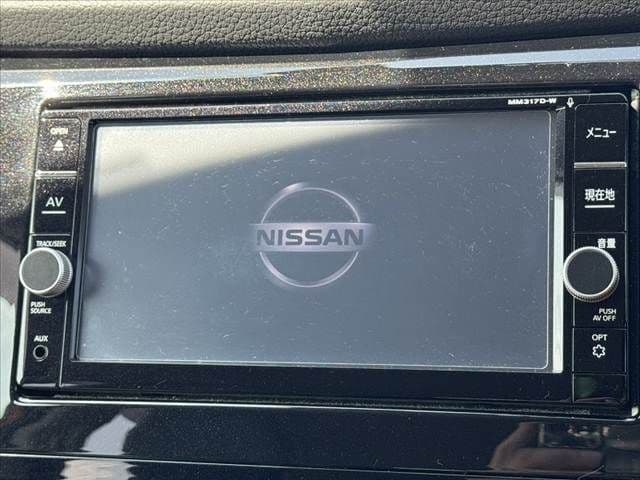 MM317D-W
OPEN
AV
TRACK/SEEK
PUSH
SOURCE
AUX
NISSAN
メニュー
現在地
音量
PUSH
AV OFF
OPT